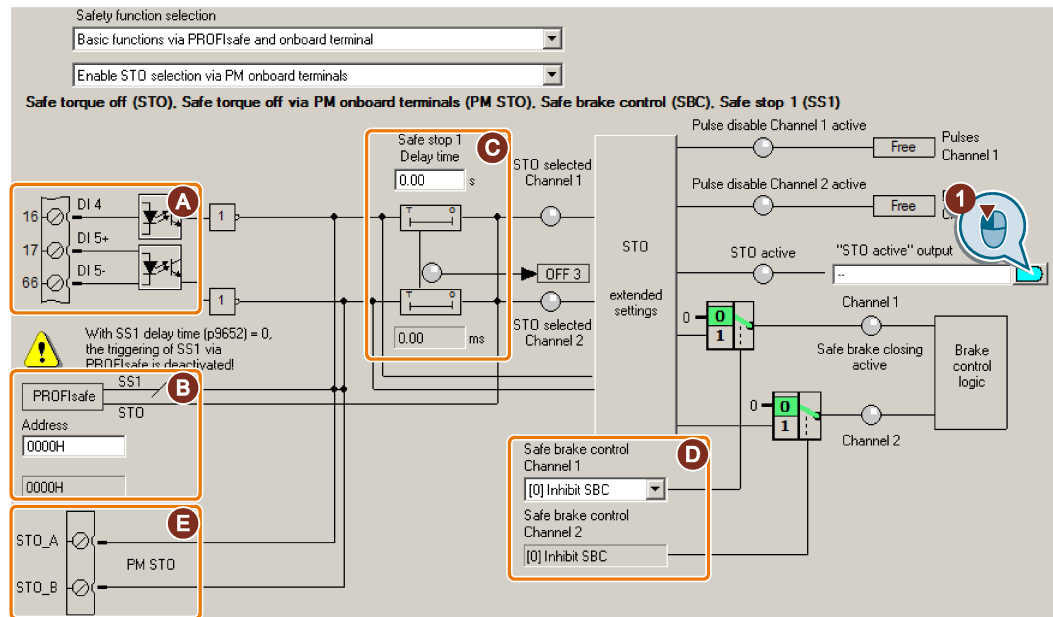 Safety function selection
Basic functions via PROFIsafe and onboard terminal
Enable STO selection via PM onboard terminals
Safe torque off (STO), Safe torque off via PM onboard terminals (PM STO), Safe brake control (SBC), Safe stop 1 (SS1)
Pulse disable Channel 1 active
Free
Pulses
Channel 1
Pulse disable Channel 2 active
Free
1
STO active
"STO active" output
--
A
16
DI 4
17
DI 5+
66
DI 5-
1
1
C
Safe stop 1
Delay time
0.00 s
T 0
T 0
0.00 ms
STO selected
Channel 1
OFF 3
STO selected
Channel 2
STO
extended
settings
0
0
1
Channel 1
Safe brake closing
active
0
0
1
Channel 2
Brake
control
logic
With SS1 delay time (p9652) = 0,
the triggering of SS1 via
PROFIsafe is deactivated!
B
PROFIsafe
SS1
STO
Address
0000H
0000H
D
Safe brake control
Channel 1
[0] Inhibit SBC
Safe brake control
Channel 2
[0] Inhibit SBC
E
STO_A
PM STO
STO_B